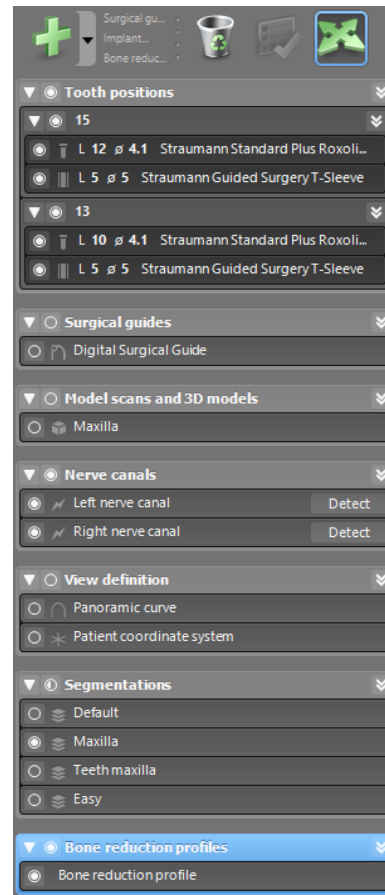 Surgical gu...
Implant...
Bone reduc...
Tooth positions
15
L 12 ø 4.1 Straumann Standard Plus Roxoli...
L 5 ø 5 Straumann Guided Surgery T-Sleeve
13
L 10 ø 4.1 Straumann Standard Plus Roxoli...
L 5 ø 5 Straumann Guided Surgery T-Sleeve
Surgical guides
Digital Surgical Guide
Model scans and 3D models
Maxilla
Nerve canals
Left nerve canal Detect
Right nerve canal Detect
View definition
Panoramic curve
Patient coordinate system
Segmentations
Default
Maxilla
Teeth maxilla
Easy
Bone reduction profiles
Bone reduction profile